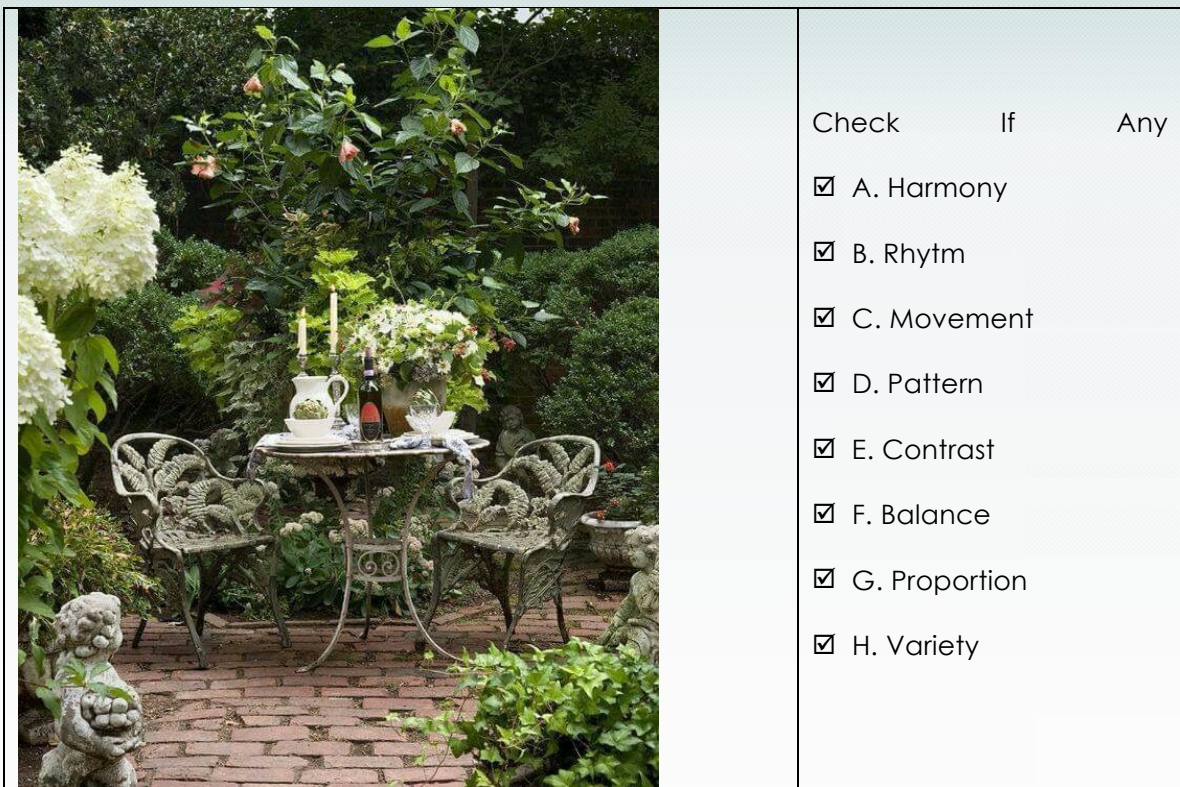 Check If Any
☑ A. Harmony
☑ B. Rhytm
☑ C. Movement
☑ D. Pattern
☑ E. Contrast
☑ F. Balance
☑ G. Proportion
☑ H. Variety